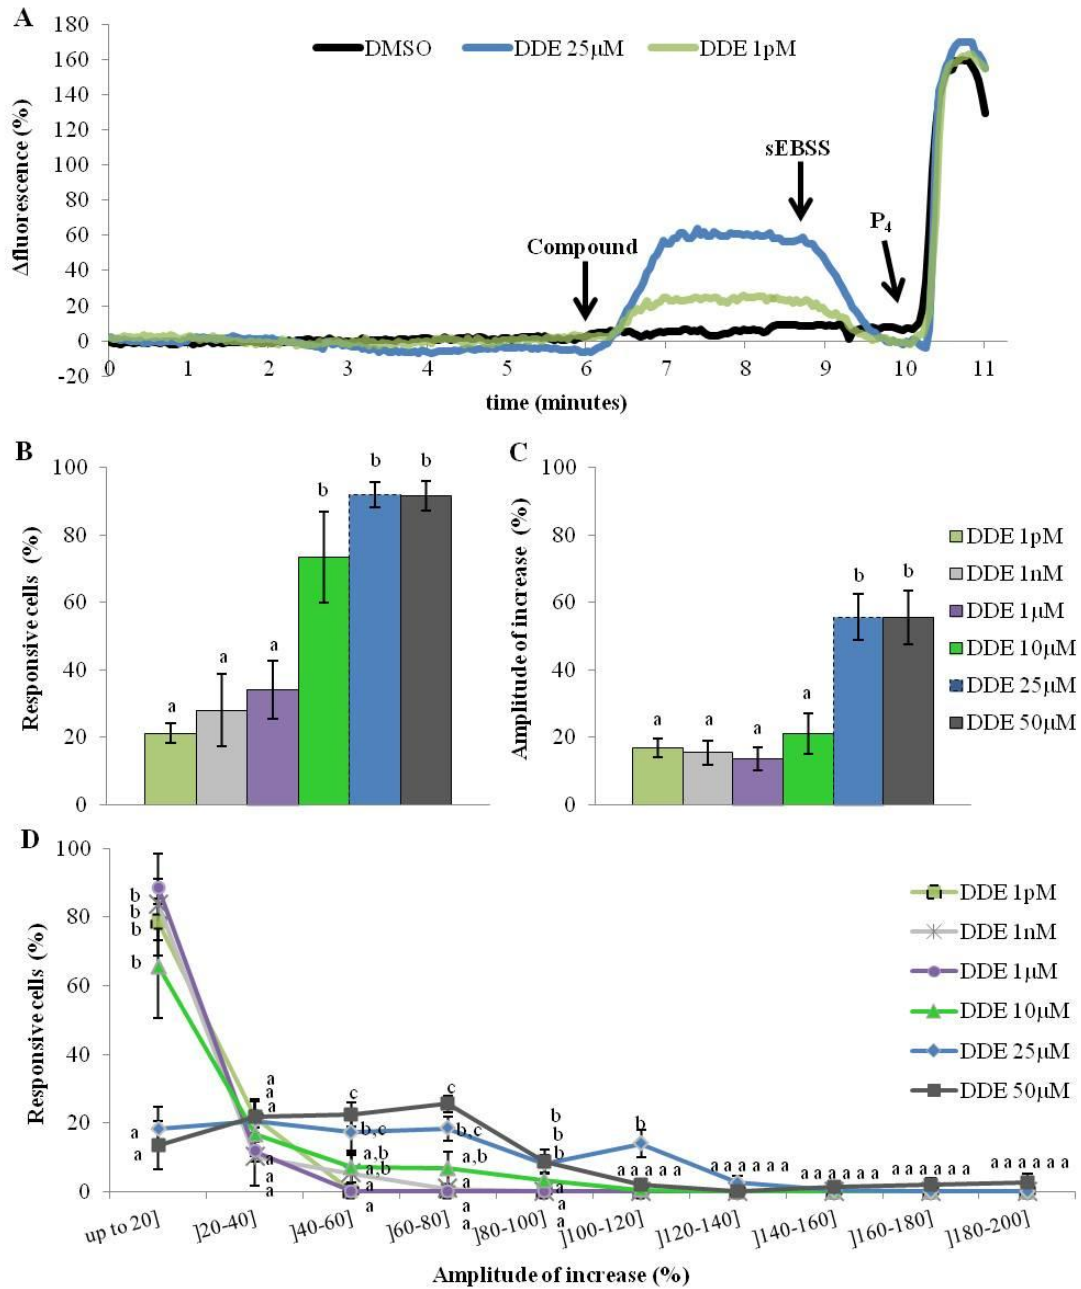 A
180
160
140
120
100
80
60
40
20
0
-20
Δfluorescence (%)
DMSO
DDE 25µM
DDE 1pM
Compound
sEBSS
P4
0 1 2 3 4 5 6 7 8 9 10 11
time (minutes)
B
100
80
60
40
20
0
Responsive cells (%)
a a a b b b
C
100
80
60
40
20
0
Amplitude of increase (%)
a a a a b b
DDE 1pM
DDE 1nM
DDE 1µM
DDE 10µM
DDE 25µM
DDE 50µM
D
100
80
60
40
20
0
Responsive cells (%)
b
b
b
b
a
a
a
a
a
a
a
c
b,c
a,b
a,b
a
a
c
b,c
a,b
a
a
a
b
b
b
a
a
a
b
a a a a a
a a a a a a
a a a a a a
a a a a a a
a a a a a a
DDE 1pM
DDE 1nM
DDE 1µM
DDE 10µM
DDE 25µM
DDE 50µM
up to 20] ]20-40] ]40-60] ]60-80] ]80-100] ]100-120] ]120-140] ]140-160] ]160-180] ]180-200]
Amplitude of increase (%)